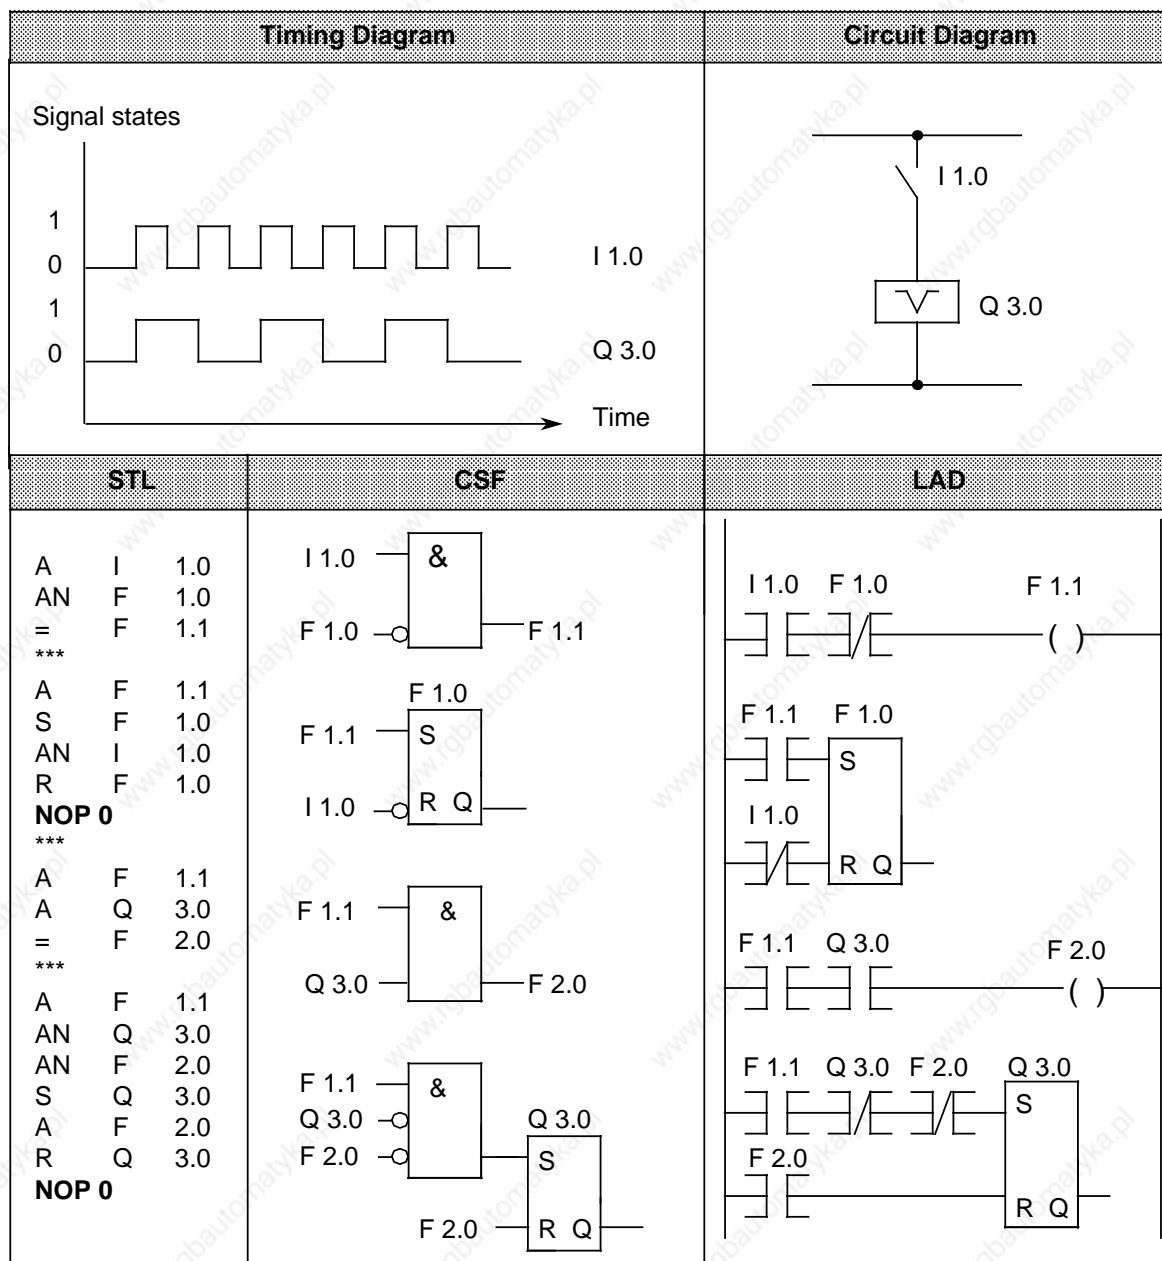 Timing Diagram
Circuit Diagram
Signal states
1
0
I 1.0
1
0
Q 3.0
Time
I 1.0
Q 3.0
STL
CSF
LAD
A I 1.0
AN F 1.0
= F 1.1
***
A F 1.1
S F 1.0
AN I 1.0
R F 1.0
NOP 0
***
A F 1.1
A Q 3.0
= F 2.0
***
A F 1.1
AN Q 3.0
AN F 2.0
S Q 3.0
A F 2.0
R Q 3.0
NOP 0
I 1.0
&
F 1.0
F 1.1
F 1.0
F 1.1
S
I 1.0
R Q
F 1.1
&
Q 3.0
F 2.0
F 1.1
&
Q 3.0
Q 3.0
F 2.0
S
F 2.0
R Q
I 1.0 F 1.0 F 1.1
( )
F 1.1 F 1.0
S
I 1.0
R Q
F 1.1 Q 3.0 F 2.0
( )
F 1.1 Q 3.0 F 2.0 Q 3.0
S
F 2.0
R Q
www.rgbautomatyka.pl